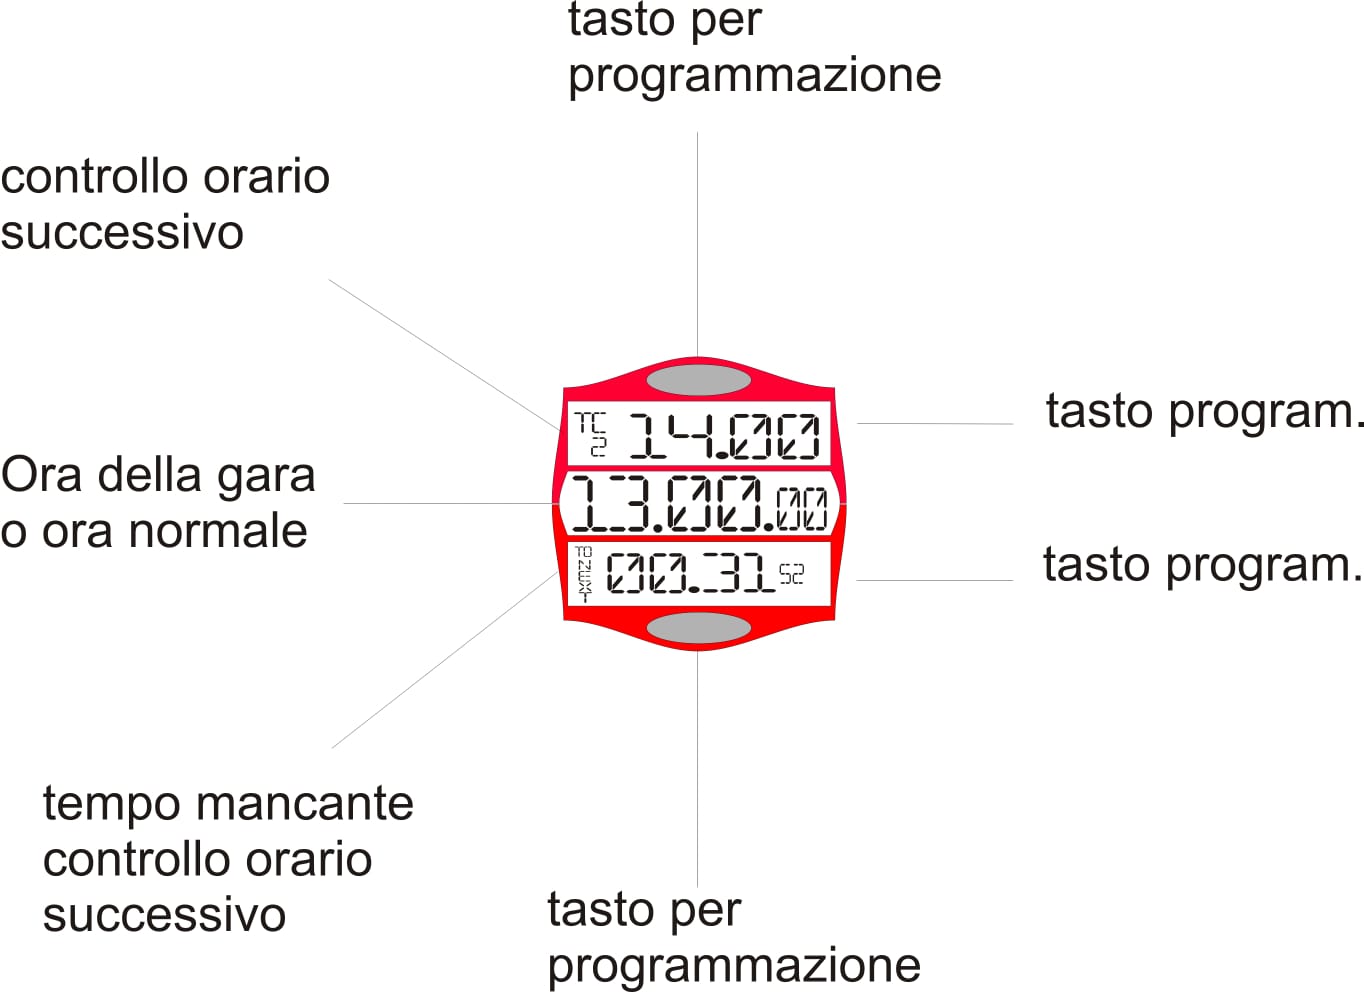 tasto per
programmazione
controllo orario
successivo
tasto program.
Ora della gara
o ora normale
tasto program.
TC
2
14.00
13.00.00
TO
NEXT
00.31 52
tempo mancante
controllo orario
successivo
tasto per
programmazione